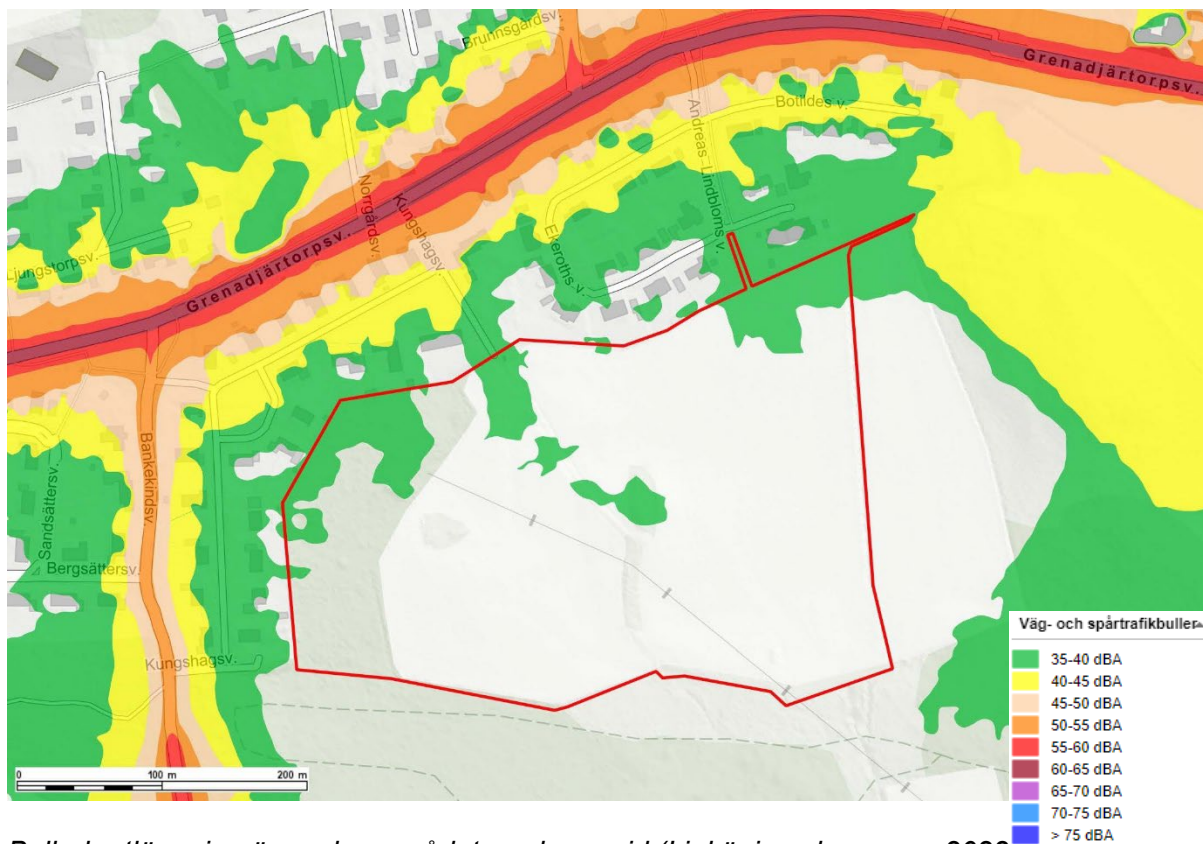 Brunnsgårdsv.
Grenadjärtorpsv..
Botildes v.
Andreas Lindbloms v.
Norrgårdsv.
Kungshagsv.
Ekeroths v.
Ljungstorpsv.
Grenadjärtorpsv..
Bankekindsv.
Sandsättersv.
Bergsättersv.
Kungshagsv.
0 100 m 200 m
Väg- och spårtrafikbuller
35-40 dBA
40-45 dBA
45-50 dBA
50-55 dBA
55-60 dBA
60-65 dBA
65-70 dBA
70-75 dBA
> 75 dBA